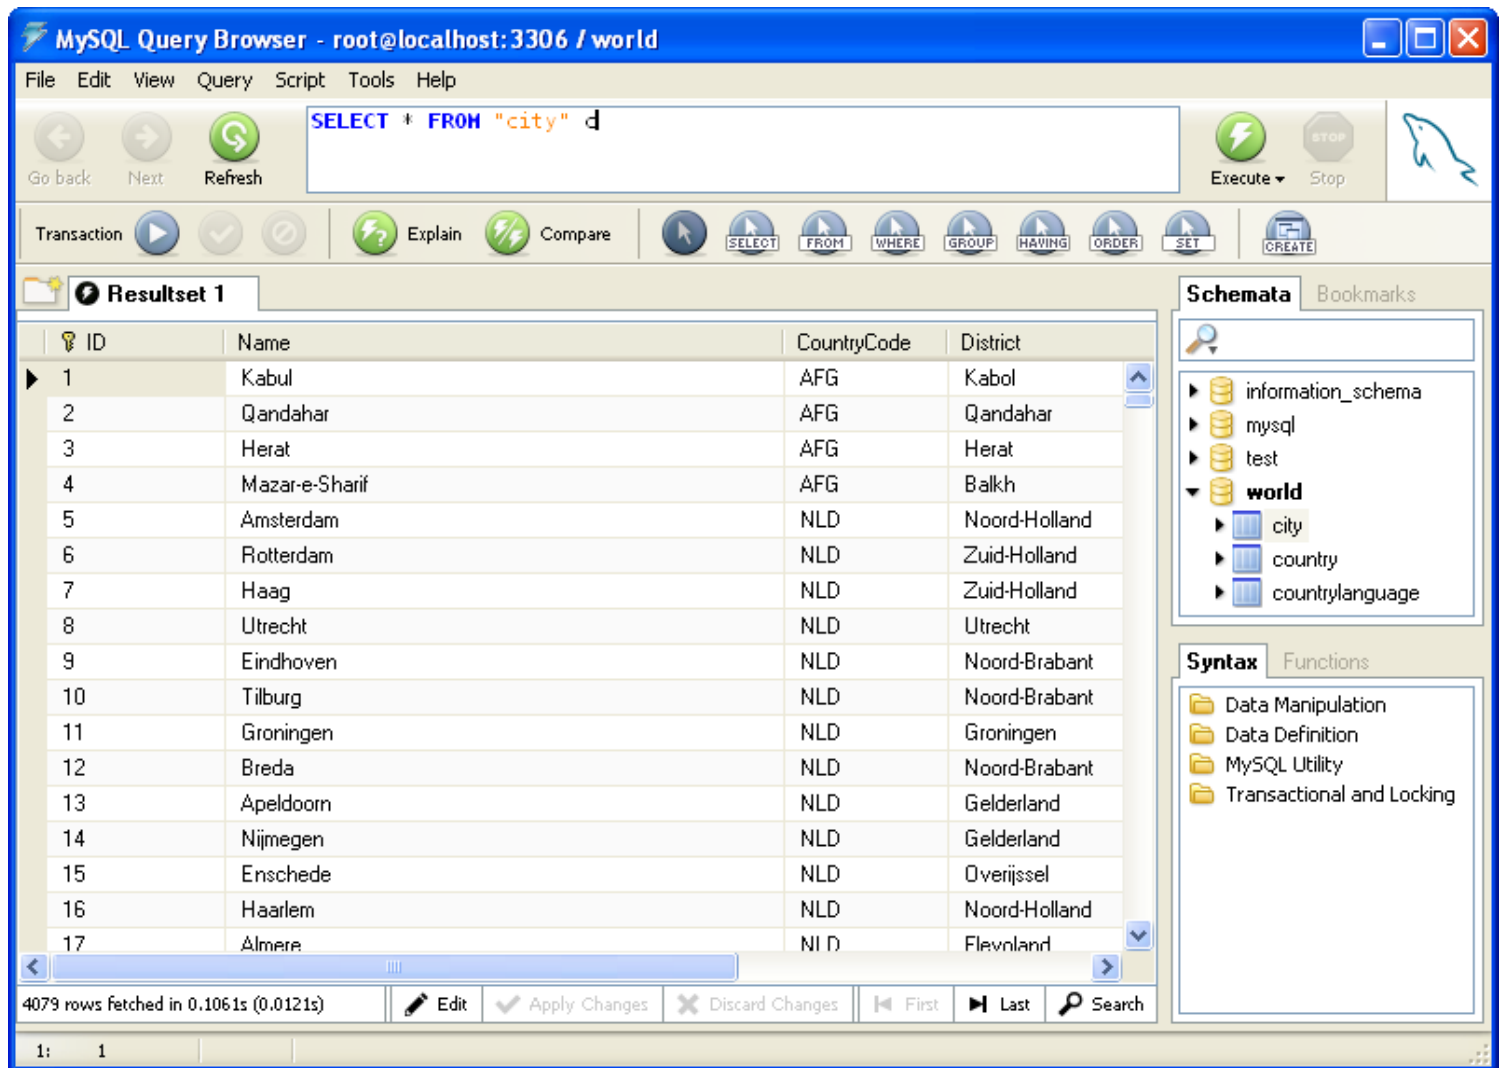 MySQL Query Browser - root@localhost:3306 / world
File Edit View Query Script Tools Help
SELECT * FROM "city" c
Go back Next Refresh Execute STOP Stop
Transaction Explain Compare SELECT FROM WHERE GROUP HAVING ORDER SET CREATE
Resultset 1
ID Name CountryCode District
1 Kabul AFG Kabol
2 Qandahar AFG Qandahar
3 Herat AFG Herat
4 Mazar-e-Sharif AFG Balkh
5 Amsterdam NLD Noord-Holland
6 Rotterdam NLD Zuid-Holland
7 Haag NLD Zuid-Holland
8 Utrecht NLD Utrecht
9 Eindhoven NLD Noord-Brabant
10 Tilburg NLD Noord-Brabant
11 Groningen NLD Groningen
12 Breda NLD Noord-Brabant
13 Apeldoorn NLD Gelderland
14 Nijmegen NLD Gelderland
15 Enschede NLD Overijssel
16 Haarlem NLD Noord-Holland
17 Almere NLD Flevoland
4079 rows fetched in 0.1061s (0.0121s) Edit Apply Changes Discard Changes First Last Search
1: 1
Schemata Bookmarks
information_schema
mysql
test
world
city
country
countrylanguage
Syntax Functions
Data Manipulation
Data Definition
MySQL Utility
Transactional and Locking